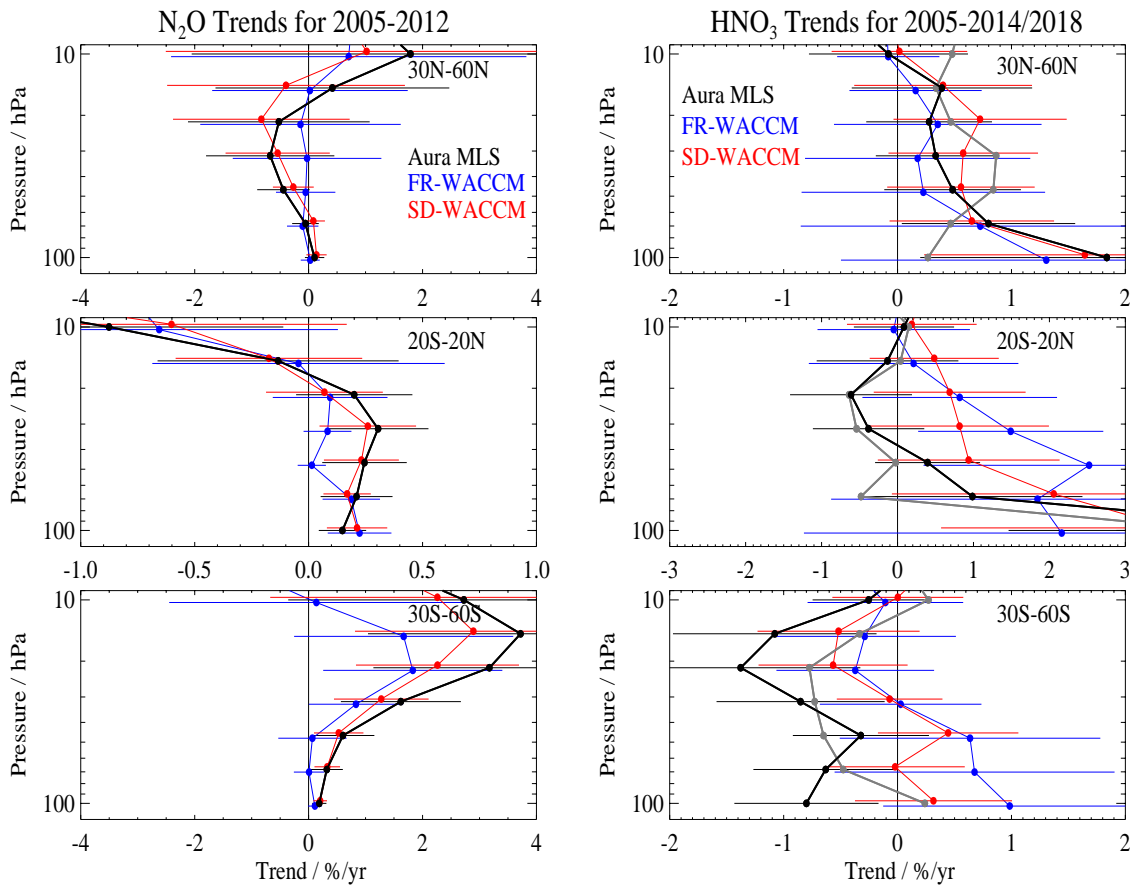 N₂O Trends for 2005-2012
HNO₃ Trends for 2005-2014/2018
Pressure / hPa
10
100
30N-60N
Aura MLS
FR-WACCM
SD-WACCM
-4 -2 0 2 4
Pressure / hPa
10
100
30N-60N
Aura MLS
FR-WACCM
SD-WACCM
-2 -1 0 1 2
Pressure / hPa
10
100
20S-20N
-1.0 -0.5 0.0 0.5 1.0
Pressure / hPa
10
100
20S-20N
-3 -2 -1 0 1 2 3
Pressure / hPa
10
100
30S-60S
-4 -2 0 2 4
Trend / %/yr
Pressure / hPa
10
100
30S-60S
-2 -1 0 1 2
Trend / %/yr